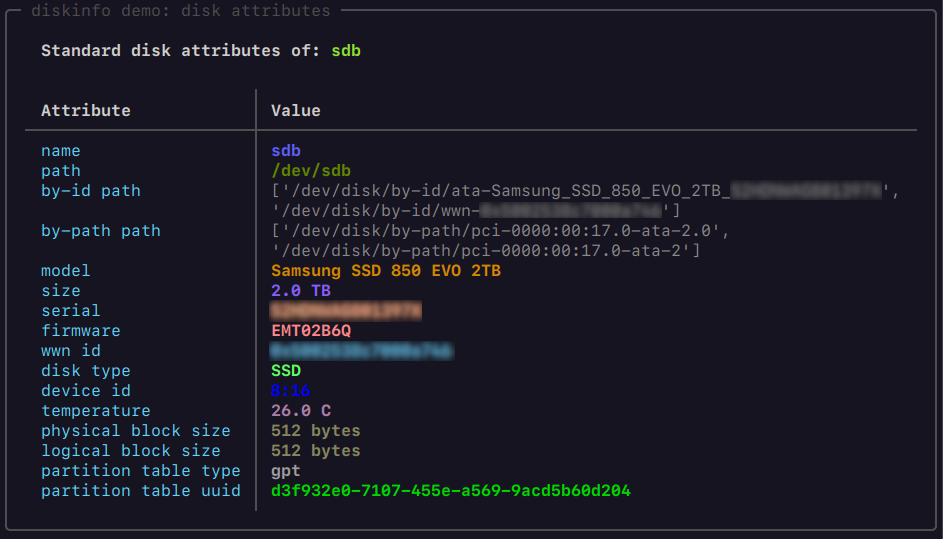 diskinfo demo: disk attributes
Standard disk attributes of: sdb
Attribute Value
name sdb
path /dev/sdb
by-id path ['/dev/disk/by-id/ata-Samsung_SSD_850_EVO_2TB_ ',
'/dev/disk/by-id/wwn- ']
by-path path ['/dev/disk/by-path/pci-0000:00:17.0-ata-2.0',
'/dev/disk/by-path/pci-0000:00:17.0-ata-2']
model Samsung SSD 850 EVO 2TB
size 2.0 TB
serial
firmware EMT02B6Q
wwn id
disk type SSD
device id 8:16
temperature 26.0 C
physical block size 512 bytes
logical block size 512 bytes
partition table type gpt
partition table uuid d3f932e0-7107-455e-a569-9acd5b60d204